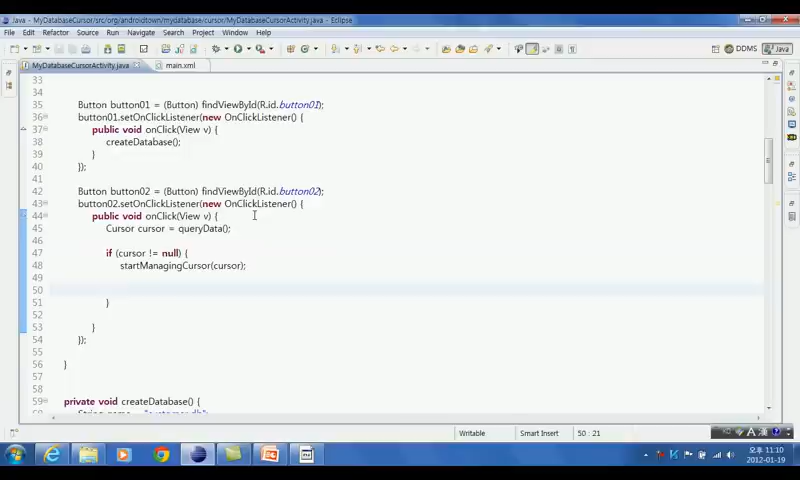 Java - MyDatabaseCursor/src/org/androidtown/mydatabase/cursor/MyDatabaseCursorActivity.java - Eclipse
File Edit Refactor Source Navigate Search Project Run Window Help
DDMS Java
MyDatabaseCursorActivity.java main.xml
33
34
35 Button button01 = (Button) findViewById(R.id.button01);
36 button01.setOnClickListener(new OnClickListener() {
37 public void onClick(View v) {
38 createDatabase();
39 }
40 });
41
42 Button button02 = (Button) findViewById(R.id.button02);
43 button02.setOnClickListener(new OnClickListener() {
44 public void onClick(View v) {
45 Cursor cursor = queryData();
46
47 if (cursor != null) {
48 startManagingCursor(cursor);
49
50
51 }
52
53 }
54 });
55
56 }
57
58
59 private void createDatabase() {
Writable Smart Insert 50 : 21
A 漢
오후 11:10
2012-01-19